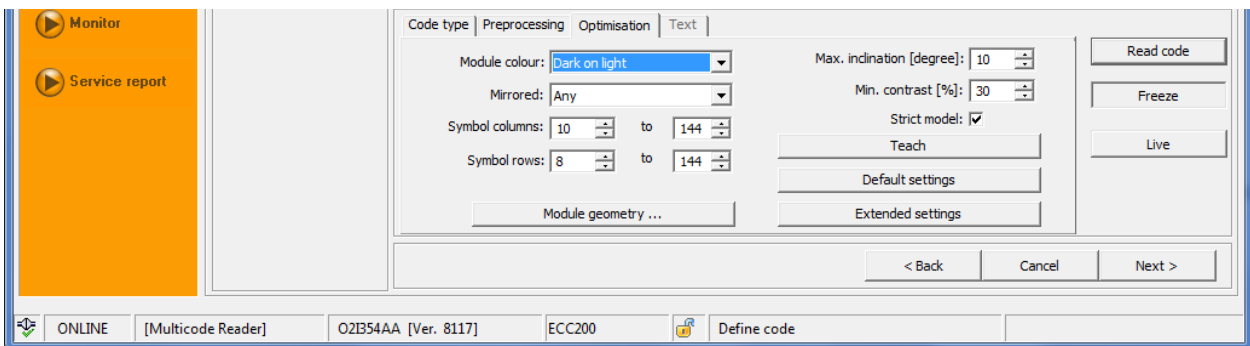 Monitor
Service report
Code type Preprocessing Optimisation Text
Module colour: Dark on light
Mirrored: Any
Symbol columns: 10 to 144
Symbol rows: 8 to 144
Module geometry ...
Max. inclination [degree]: 10
Min. contrast [%]: 30
Strict model:
Teach
Default settings
Extended settings
Read code
Freeze
Live
< Back Cancel Next >
ONLINE [Multicode Reader] O2I354AA [Ver. 8117] ECC200 Define code